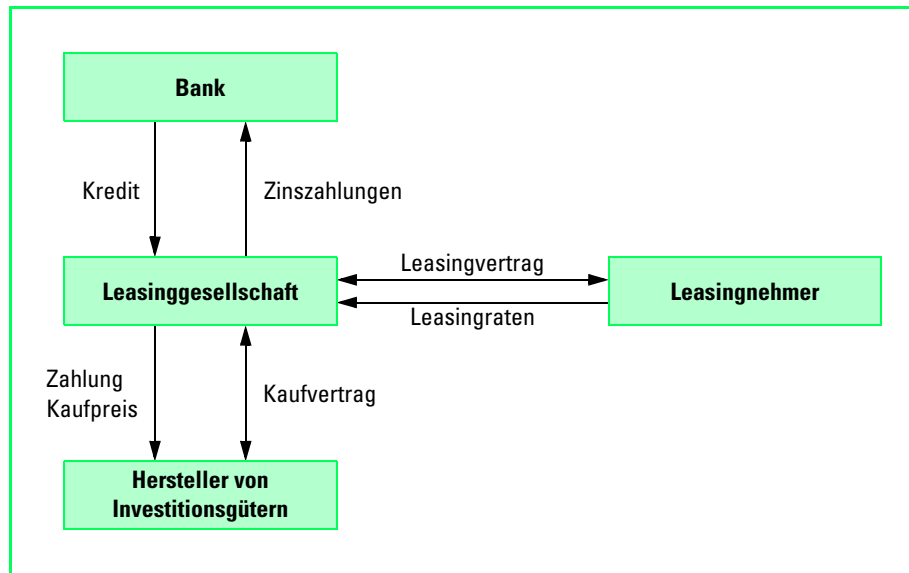 Bank
Kredit
Zinszahlungen
Leasingvertrag
Leasinggesellschaft
Leasingnehmer
Leasingraten
Zahlung
Kaufpreis
Kaufvertrag
Hersteller von
Investitionsgütern